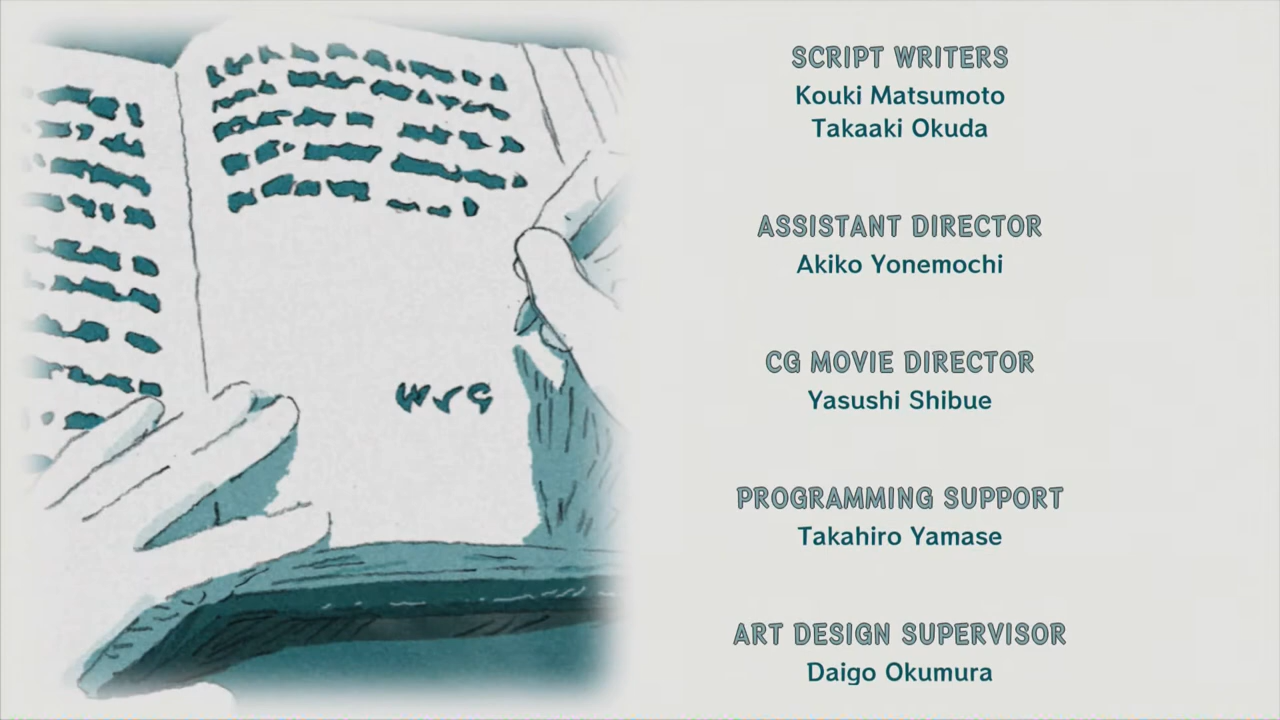 SCRIPT WRITERS
Kouki Matsumoto
Takaaki Okuda
ASSISTANT DIRECTOR
Akiko Yonemochi
CG MOVIE DIRECTOR
Yasushi Shibue
PROGRAMMING SUPPORT
Takahiro Yamase
ART DESIGN SUPERVISOR
Daigo Okumura